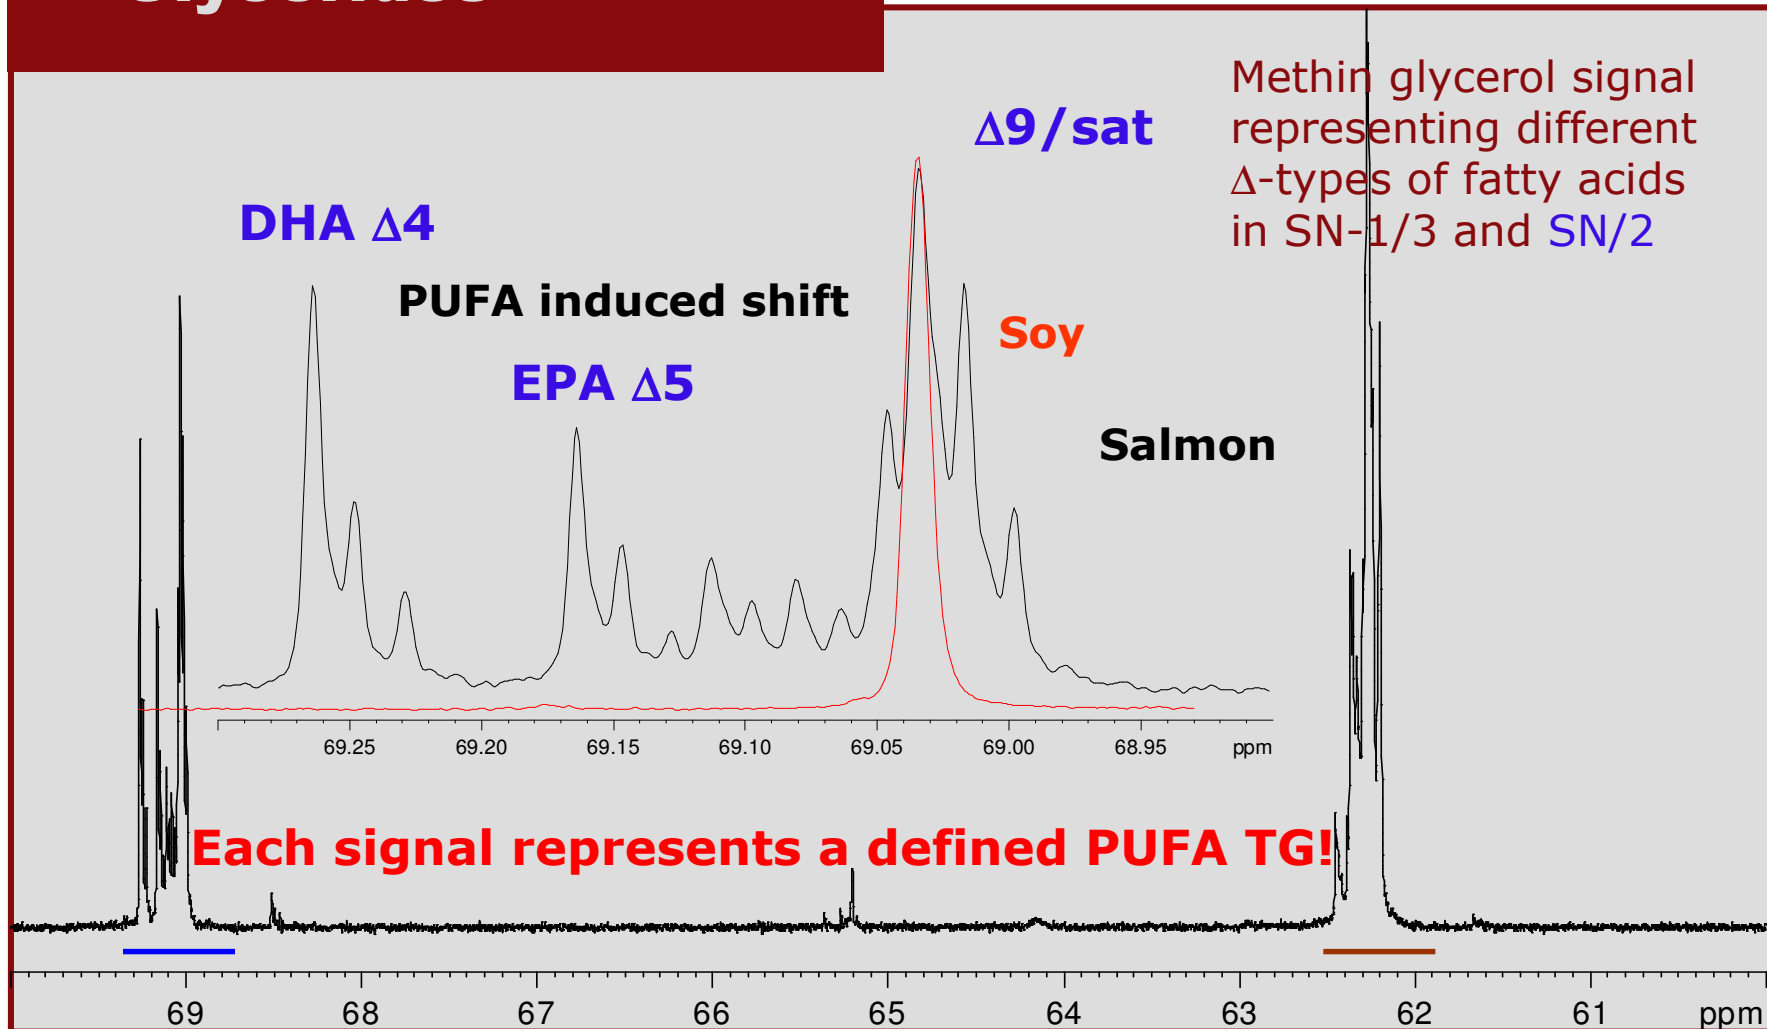 Methin glycerol signal
representing different
Δ-types of fatty acids
in SN-1/3 and SN/2
Δ9/sat
DHA Δ4
PUFA induced shift
Soy
EPA Δ5
Salmon
69.25 69.20 69.15 69.10 69.05 69.00 68.95 ppm
Each signal represents a defined PUFA TG!
69 68 67 66 65 64 63 62 61 ppm